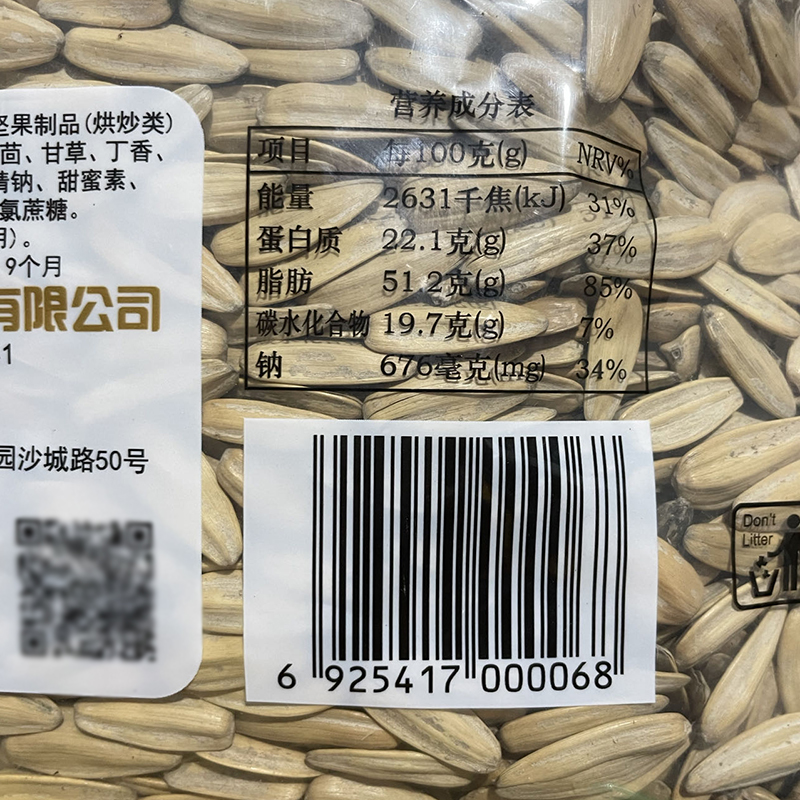 坚果制品(烘炒类)
茴、甘草、丁香、
精钠、甜蜜素、
氯蔗糖。
)。
9个月
有限公司
1
园沙城路50号
营养成分表
项目 每100克(g) NRV%
能量 2631千焦(kJ) 31%
蛋白质 22.1克(g) 37%
脂肪 51.2克(g) 85%
碳水化合物 19.7克(g) 7%
钠 676毫克(mg) 34%
6 925417 000068
Don't
Litter